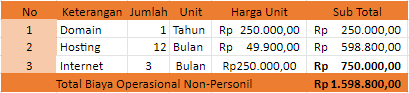 No Keterangan Jumlah Unit Harga Unit Sub Total
1 Domain 1 Tahun Rp 250.000,00 Rp 250.000,00
2 Hosting 12 Bulan Rp 49.900,00 Rp 598.800,00
3 Internet 3 Bulan Rp250.000,00 Rp 750.000,00
Total Biaya Operasional Non-Personil Rp 1.598.800,00